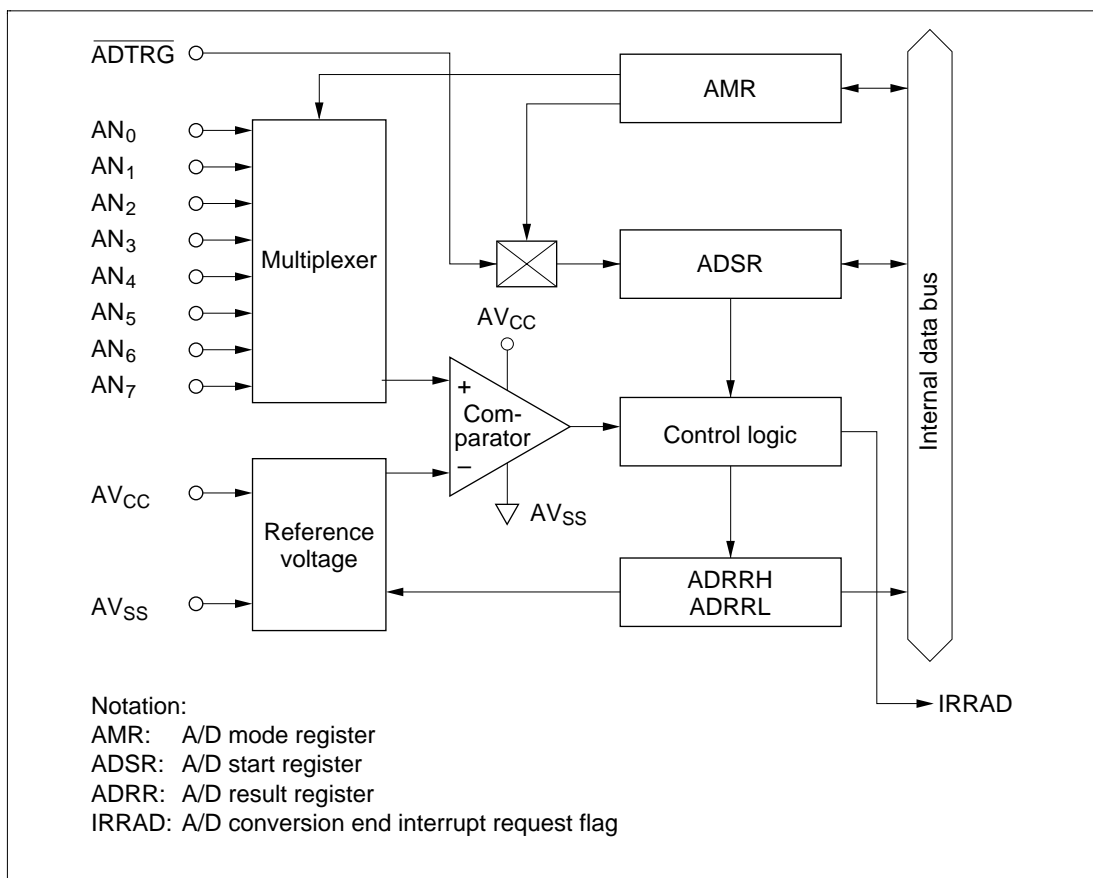 ADTRG
AMR
AN0
AN1
AN2
AN3
AN4
AN5
AN6
AN7
Multiplexer
ADSR
Internal data bus
AVCC
+
Com-
parator
–
Control logic
AVCC
AVSS
Reference
voltage
ADRRH
ADRRL
AVSS
IRRAD
Notation:
AMR: A/D mode register
ADSR: A/D start register
ADRR: A/D result register
IRRAD: A/D conversion end interrupt request flag